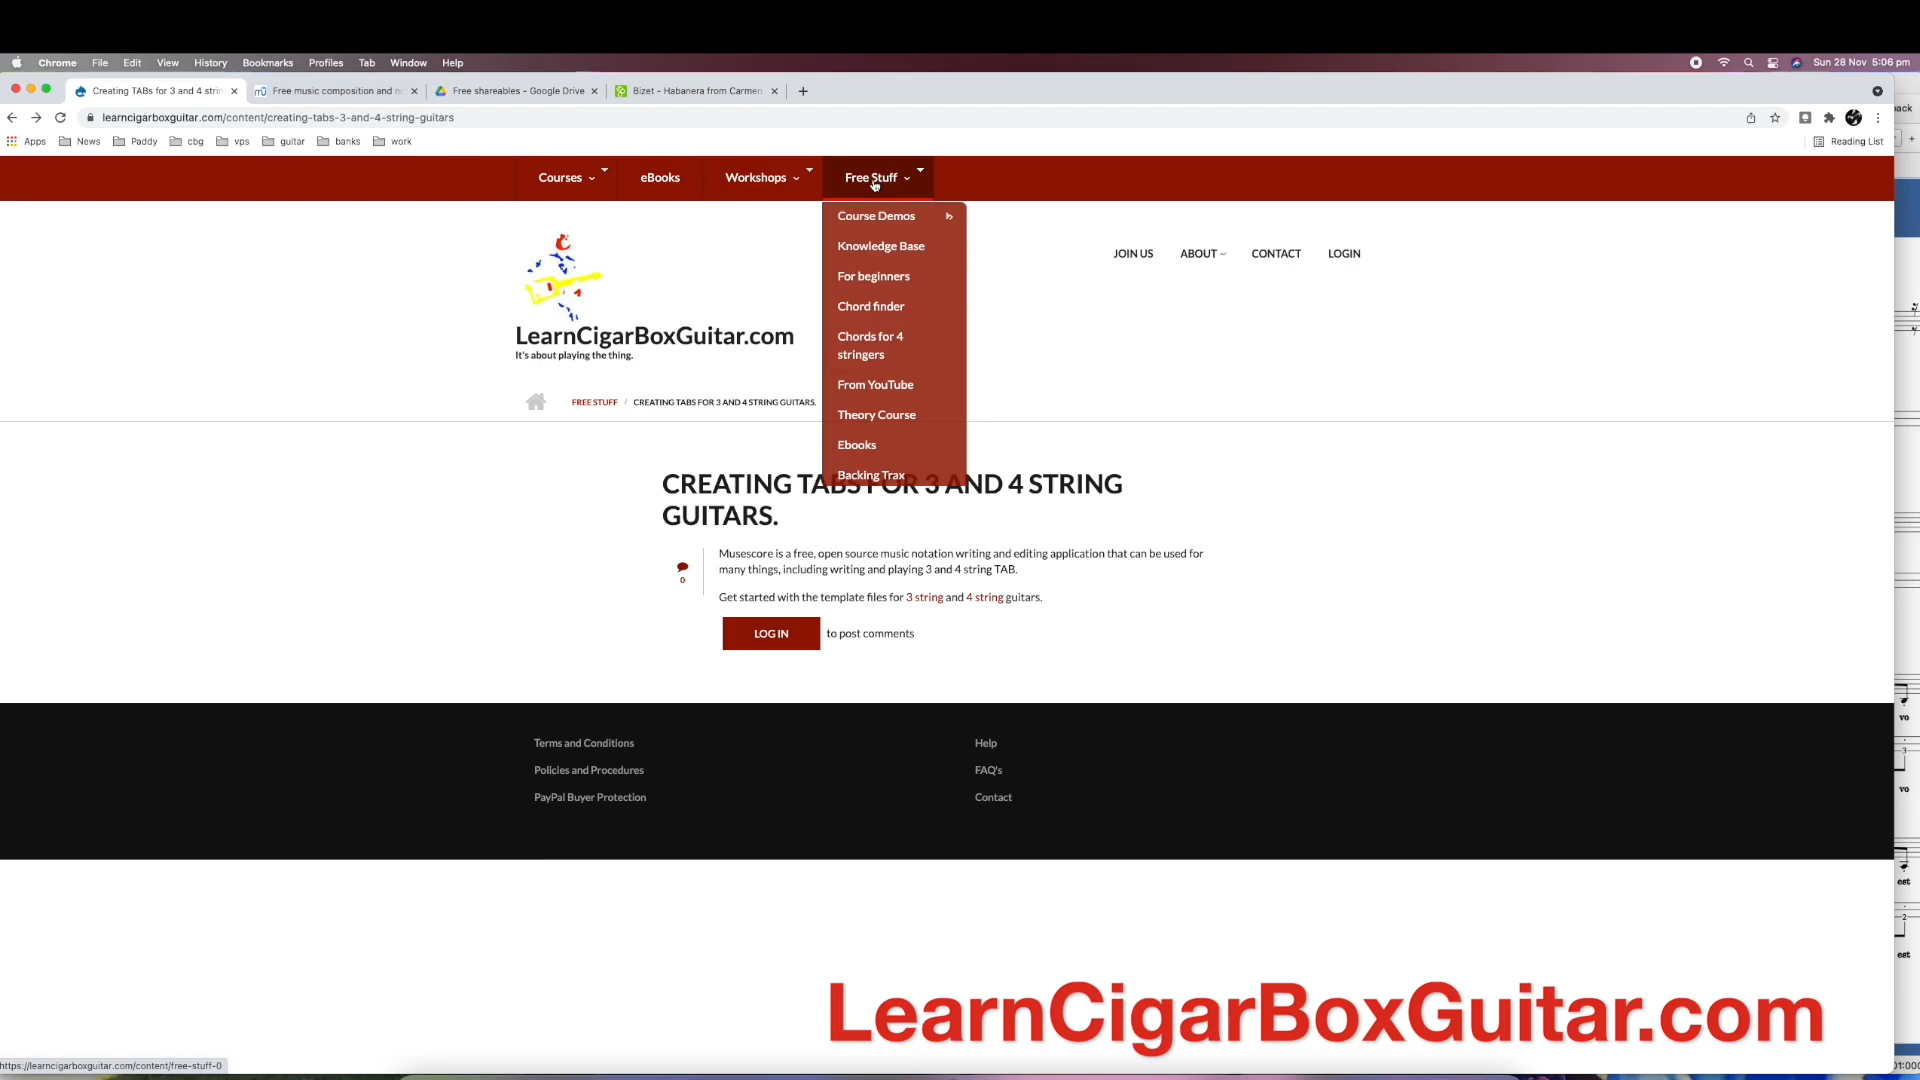 Chrome File Edit View History Bookmarks Profiles Tab Window Help Sun 28 Nov 5:06 pm
Creating TABs for 3 and 4 strin Free music composition and n Free shareables - Google Drive Bizet - Habanera from Carmen
learncigarboxguitar.com/content/creating-tabs-3-and-4-string-guitars
Apps News Paddy cbg vps guitar banks work Reading List
Courses eBooks Workshops Free Stuff
Course Demos
Knowledge Base
For beginners
Chord finder
Chords for 4
stringers
From YouTube
Theory Course
Ebooks
Backing Trax
JOIN US ABOUT CONTACT LOGIN
LearnCigarBoxGuitar.com
It's about playing the thing.
FREE STUFF / CREATING TABS FOR 3 AND 4 STRING GUITARS.
CREATING TABS FOR 3 AND 4 STRING
GUITARS.
0
Musescore is a free, open source music notation writing and editing application that can be used for
many things, including writing and playing 3 and 4 string TAB.
Get started with the template files for 3 string and 4 string guitars.
LOG IN to post comments
Terms and Conditions
Policies and Procedures
PayPal Buyer Protection
Help
FAQ's
Contact
vo
3
vo
est
2
est
LearnCigarBoxGuitar.com
https://learncigarboxguitar.com/content/free-stuff-0